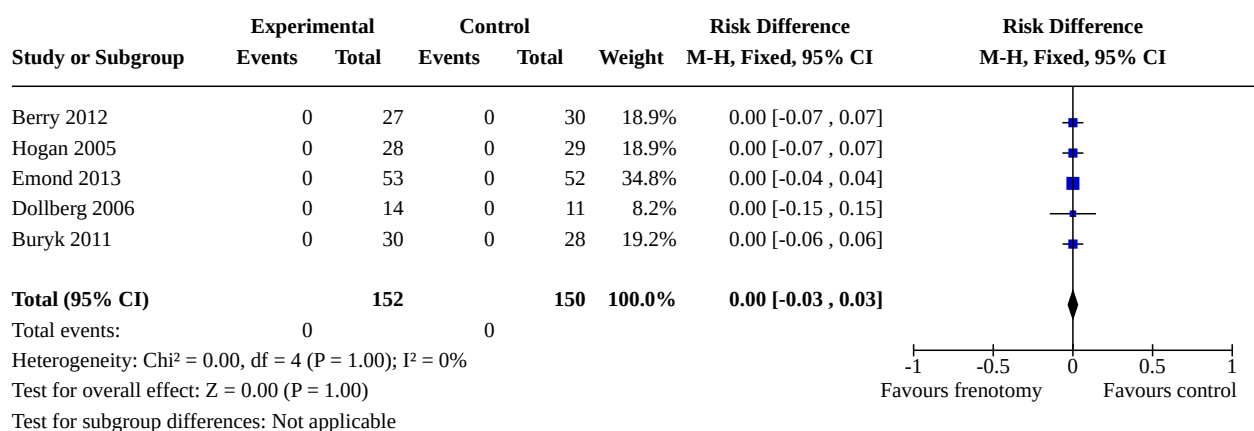 Experimental Control Risk Difference Risk Difference
Study or Subgroup Events Total Events Total Weight M-H, Fixed, 95% CI M-H, Fixed, 95% CI
Berry 2012 0 27 0 30 18.9% 0.00 [-0.07 , 0.07]
Hogan 2005 0 28 0 29 18.9% 0.00 [-0.07 , 0.07]
Emond 2013 0 53 0 52 34.8% 0.00 [-0.04 , 0.04]
Dollberg 2006 0 14 0 11 8.2% 0.00 [-0.15 , 0.15]
Buryk 2011 0 30 0 28 19.2% 0.00 [-0.06 , 0.06]
Total (95% CI) 152 150 100.0% 0.00 [-0.03 , 0.03]
Total events: 0 0
Heterogeneity: Chi² = 0.00, df = 4 (P = 1.00); I² = 0%
-1 -0.5 0 0.5 1
Test for overall effect: Z = 0.00 (P = 1.00) Favours frenotomy Favours control
Test for subgroup differences: Not applicable